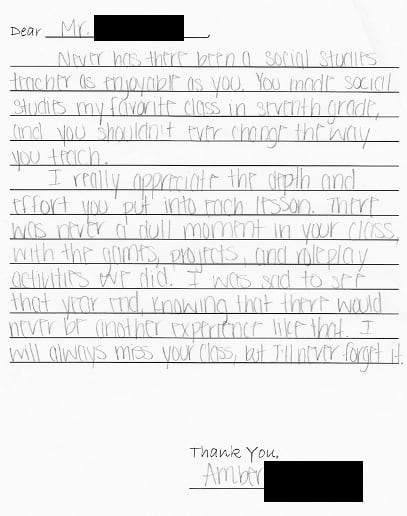 Dear Mr.
Never has there been a social studies
teacher as enjoyable as you. You made social
studies my favorite class in seventh grade,
and you shouldn't ever change the way
you teach.
I really appreciate the depth and
effort you put into each lesson. There
was never a dull moment in your class,
with the games, projects, and roleplay
activities we did. I was sad to see
that year end, knowing that there would
never be another experience like that. I
will always miss your class, but I'll never forget it.
Thank You,
Amber